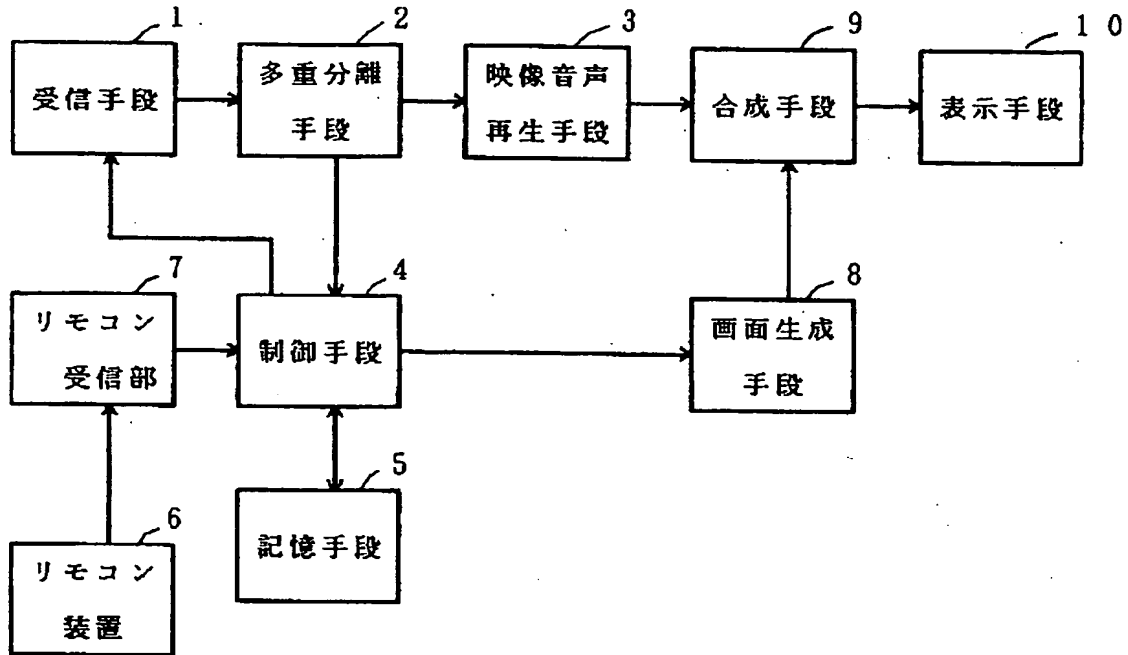 1
受信手段
2
多重分離
手段
3
映像音声
再生手段
9
合成手段
10
表示手段
7
リモコン
受信部
4
制御手段
8
画面生成
手段
5
記憶手段
6
リモコン
装置